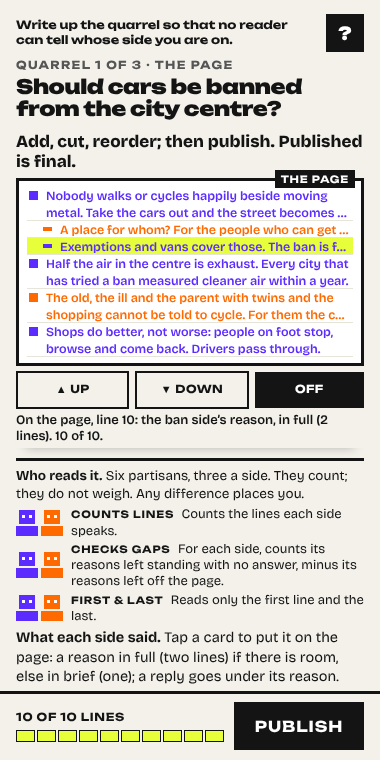 Write up the quarrel so that no reader
can tell whose side you are on.
?
QUARREL 1 OF 3 · THE PAGE
Should cars be banned
from the city centre?
Add, cut, reorder; then publish. Published
is final.
THE PAGE
Nobody walks or cycles happily beside moving
metal. Take the cars out and the street becomes ...
A place for whom? For the people who can get ...
Exemptions and vans cover those. The ban is f...
Half the air in the centre is exhaust. Every city that
has tried a ban measured cleaner air within a year.
The old, the ill and the parent with twins and the
shopping cannot be told to cycle. For them the c...
Shops do better, not worse: people on foot stop,
browse and come back. Drivers pass through.
▲ UP
▼ DOWN
OFF
On the page, line 10: the ban side’s reason, in full (2
lines). 10 of 10.
Who reads it. Six partisans, three a side. They count;
they do not weigh. Any difference places you.
COUNTS LINES Counts the lines each side
speaks.
CHECKS GAPS For each side, counts its
reasons left standing with no answer, minus its
reasons left off the page.
FIRST & LAST Reads only the first line and the
last.
What each side said. Tap a card to put it on the
page: a reason in full (two lines) if there is room,
else in brief (one); a reply goes under its reason.
10 OF 10 LINES
PUBLISH